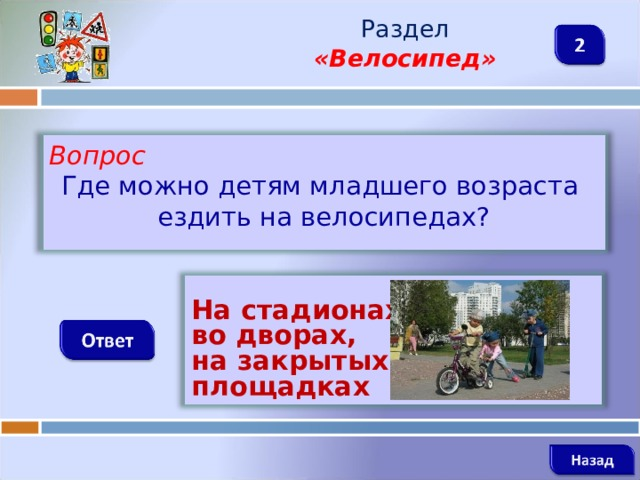 Раздел
«Велосипед»
2
Вопрос
Где можно детям младшего возраста
ездить на велосипедах?
На стадионах
во дворах,
на закрытых
площадках
Ответ
Назад